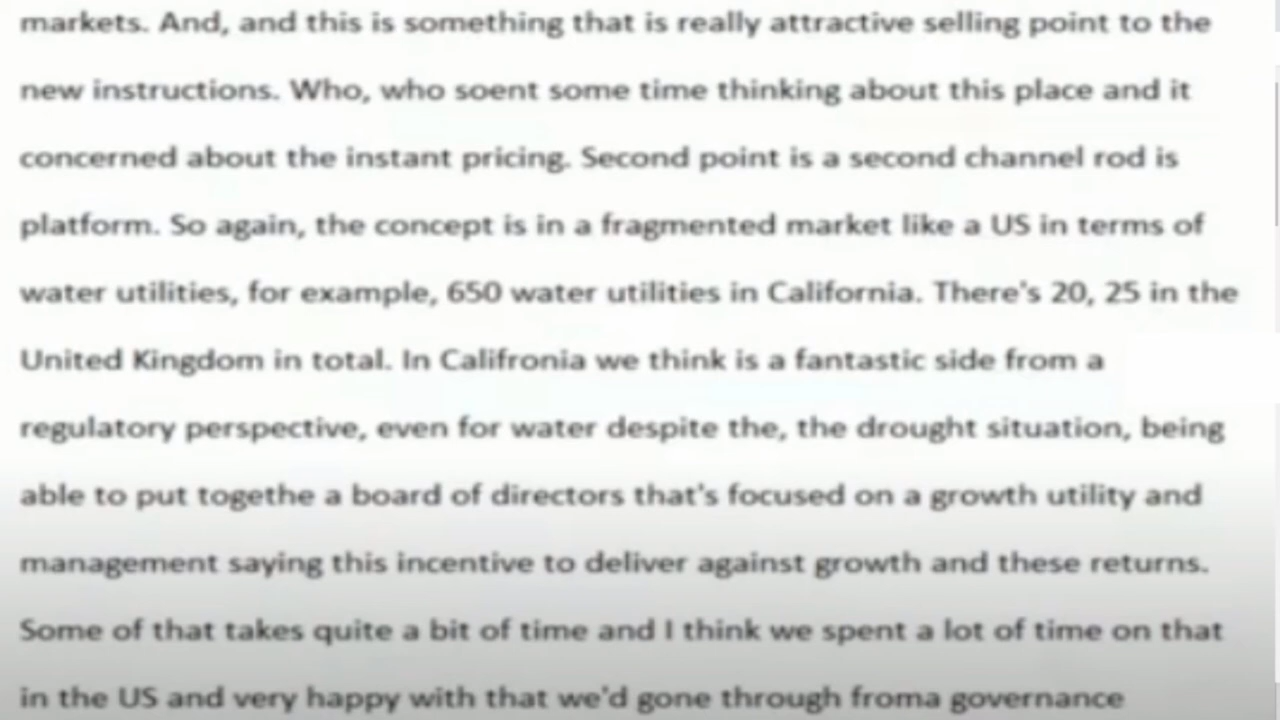 markets. And, and this is something that is really attractive selling point to the
new instructions. Who, who soent some time thinking about this place and it
concerned about the instant pricing. Second point is a second channel rod is
platform. So again, the concept is in a fragmented market like a US in terms of
water utilities, for example, 650 water utilities in California. There's 20, 25 in the
United Kingdom in total. In Califronia we think is a fantastic side from a
regulatory perspective, even for water despite the, the drought situation, being
able to put togethe a board of directors that's focused on a growth utility and
management saying this incentive to deliver against growth and these returns.
Some of that takes quite a bit of time and I think we spent a lot of time on that
in the US and very happy with that we'd gone through froma governance